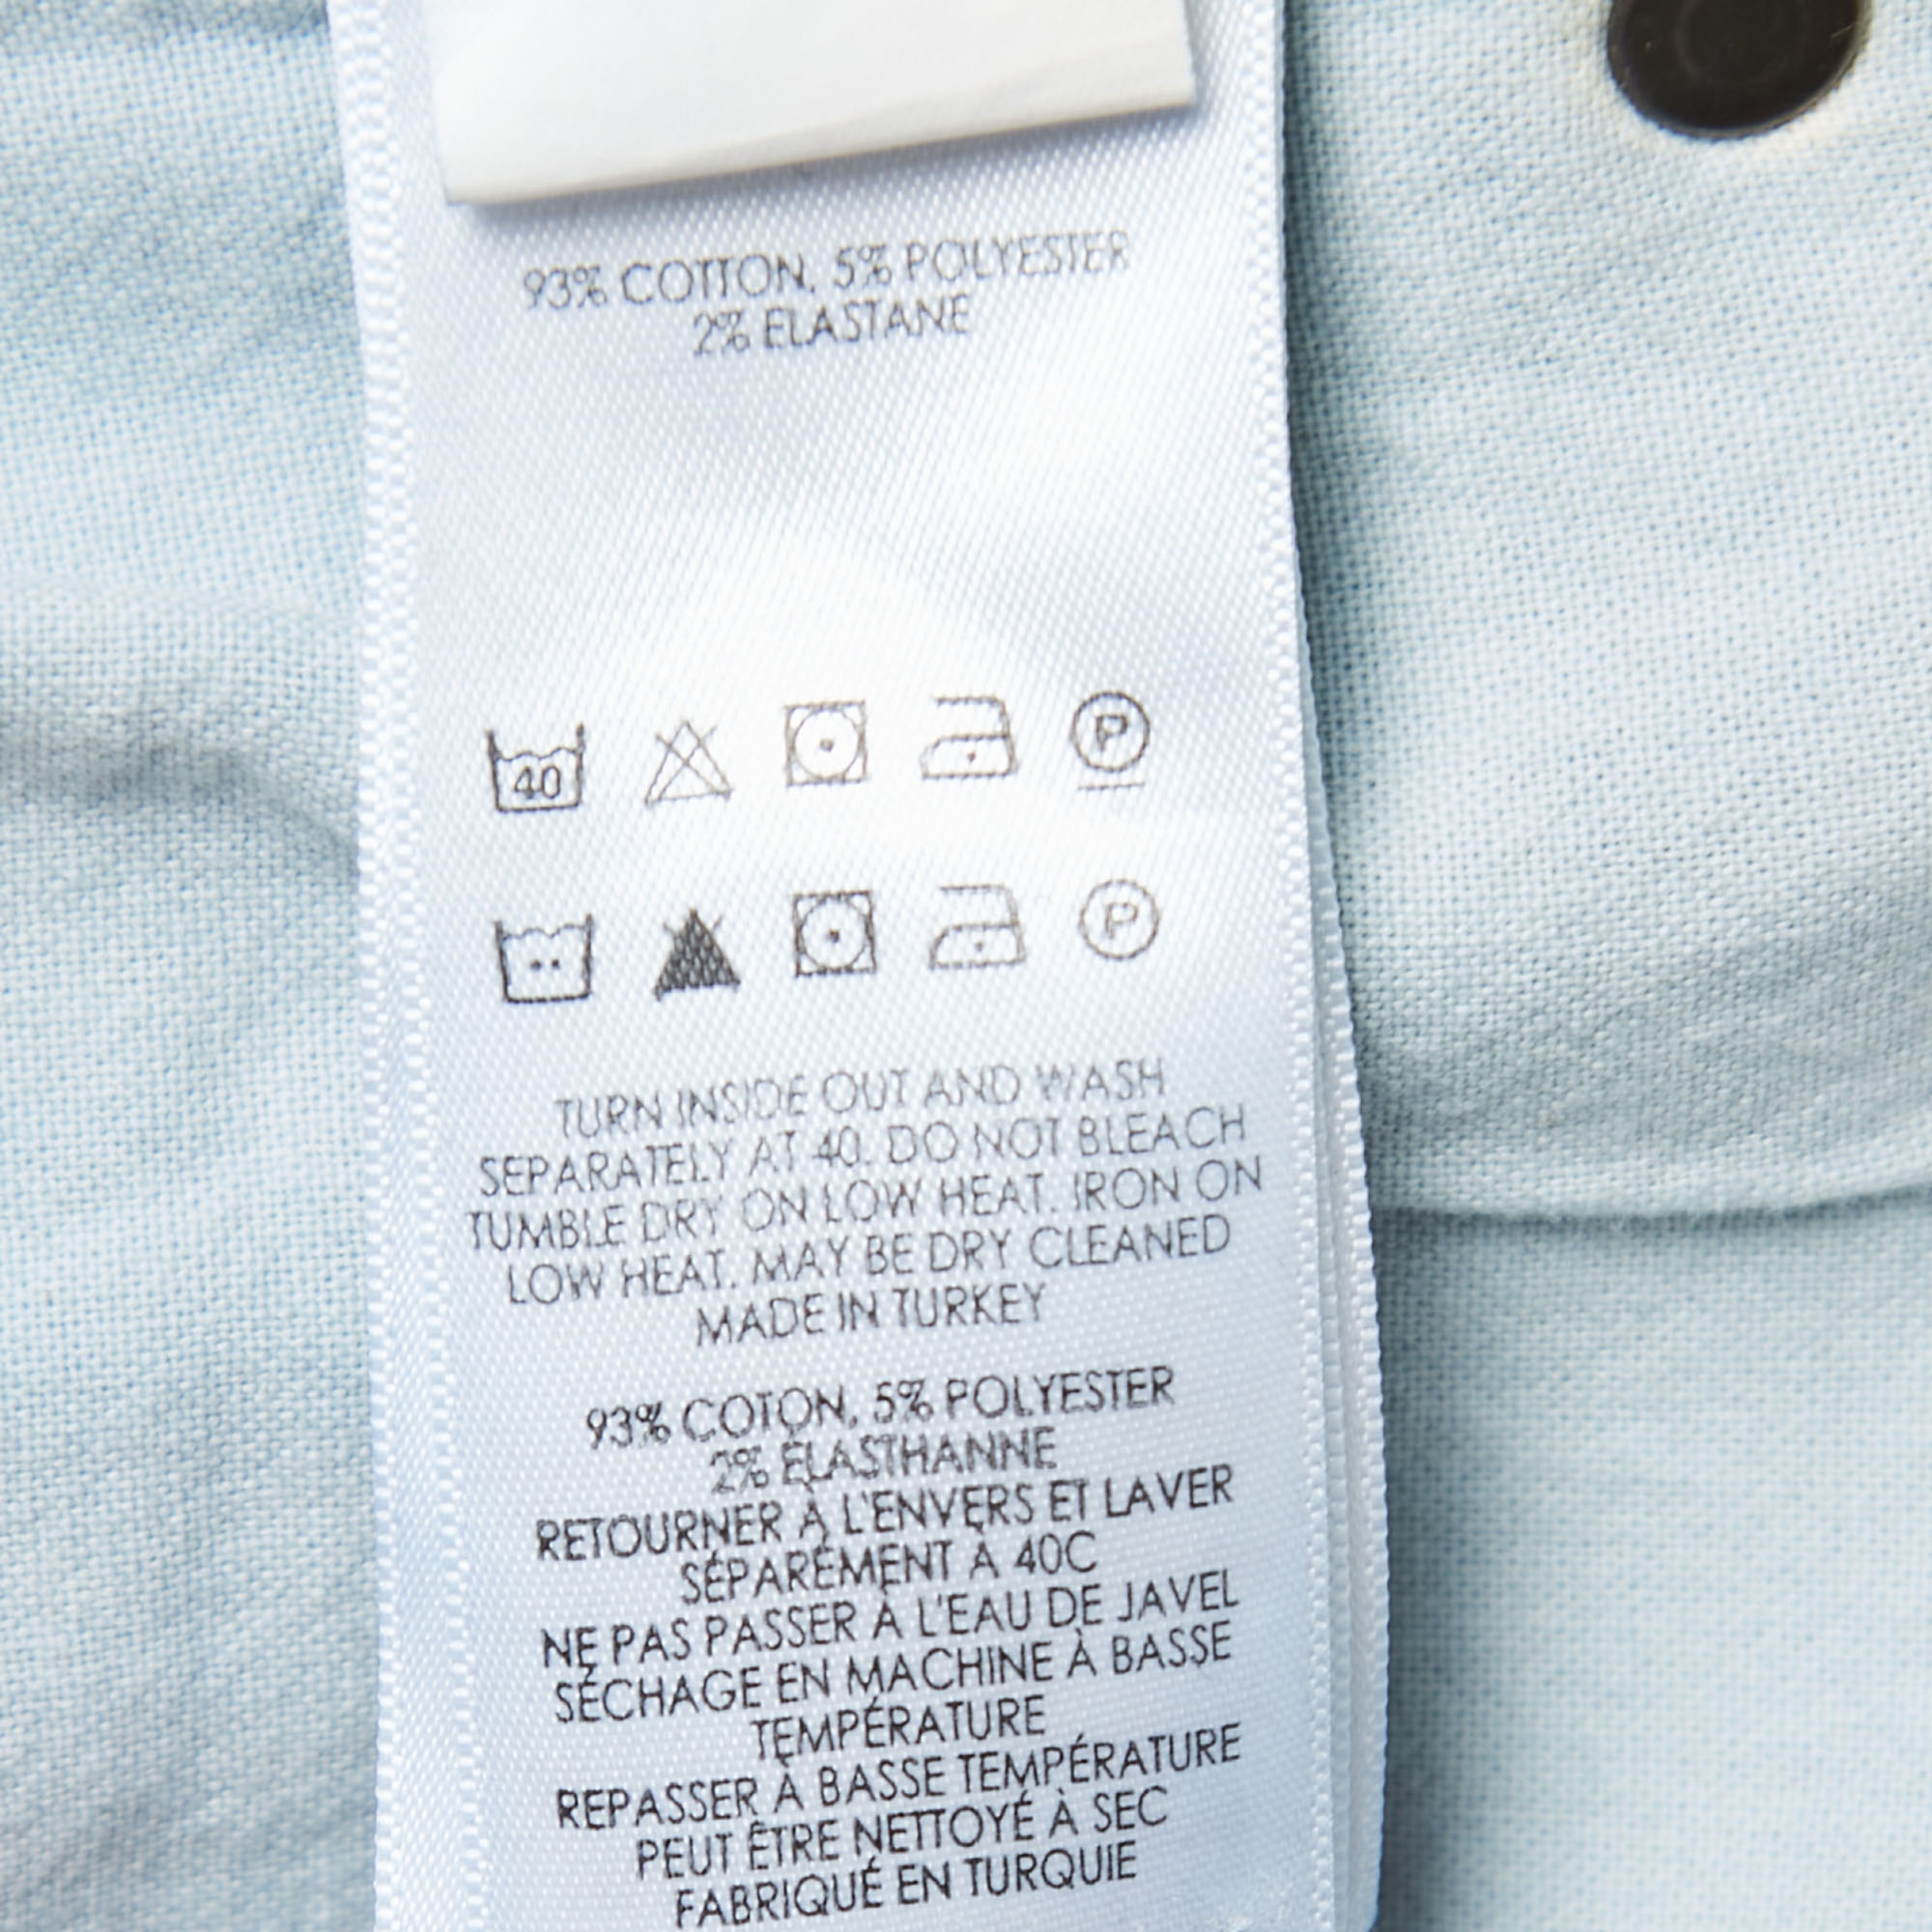 93% COTTON, 5% POLYESTER
2% ELASTANE
40
P
P
TURN INSIDE OUT AND WASH
SEPARATELY AT 40. DO NOT BLEACH
TUMBLE DRY ON LOW HEAT. IRON ON
LOW HEAT. MAY BE DRY CLEANED
MADE IN TURKEY
93% COTON, 5% POLYESTER
2% ÉLASTHANNE
RETOURNER À L'ENVERS ET LAVER
SÉPARÉMENT À 40C
NE PAS PASSER À L'EAU DE JAVEL
SÉCHAGE EN MACHINE À BASSE
TEMPÉRATURE
REPASSER À BASSE TEMPÉRATURE
PEUT ÊTRE NETTOYÉ À SEC
FABRIQUÉ EN TURQUIE